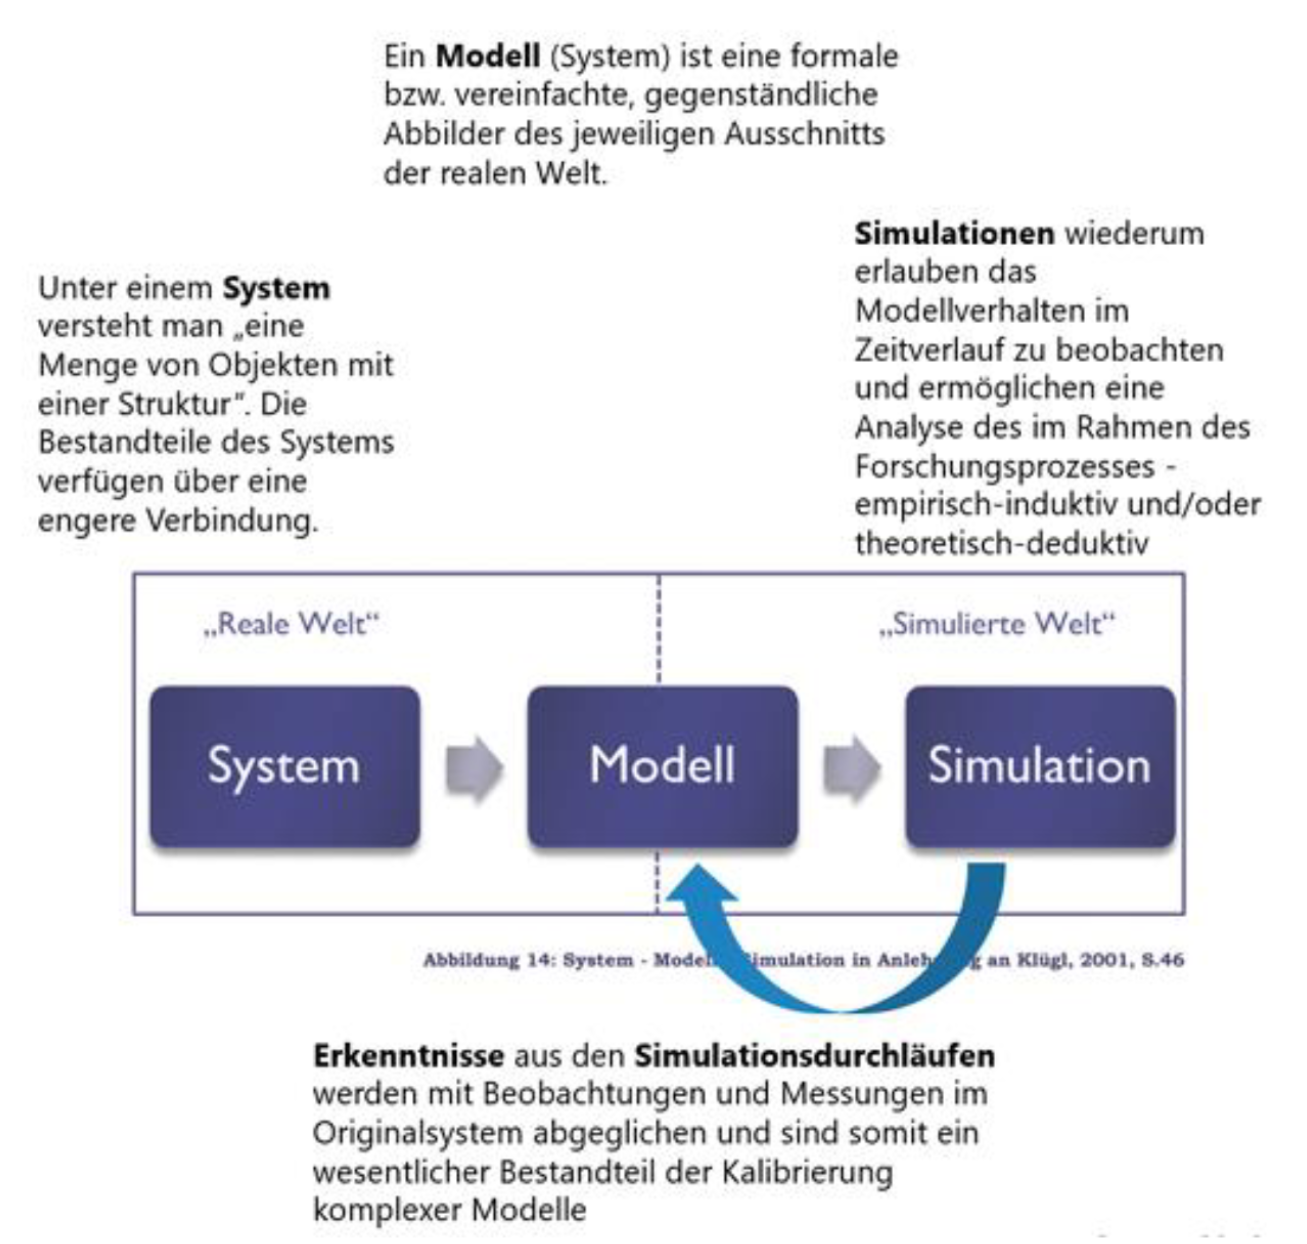 Ein Modell (System) ist eine formale
bzw. vereinfachte, gegenständliche
Abbilder des jeweiligen Ausschnitts
der realen Welt.
Simulationen wiederum
erlauben das
Modellverhalten im
Zeitverlauf zu beobachten
und ermöglichen eine
Analyse des im Rahmen des
Forschungsprozesses -
empirisch-induktiv und/oder
theoretisch-deduktiv
Unter einem System
versteht man „eine
Menge von Objekten mit
einer Struktur". Die
Bestandteile des Systems
verfügen über eine
engere Verbindung.
„Reale Welt“
„Simulierte Welt“
System
Modell
Simulation
Abbildung 14: System - in an Klügl, 2001, S.46
Erkenntnisse aus den Simulationsdurchläufen
werden mit Beobachtungen und Messungen im
Originalsystem abgeglichen und sind somit ein
wesentlicher Bestandteil der Kalibrierung
komplexer Modelle